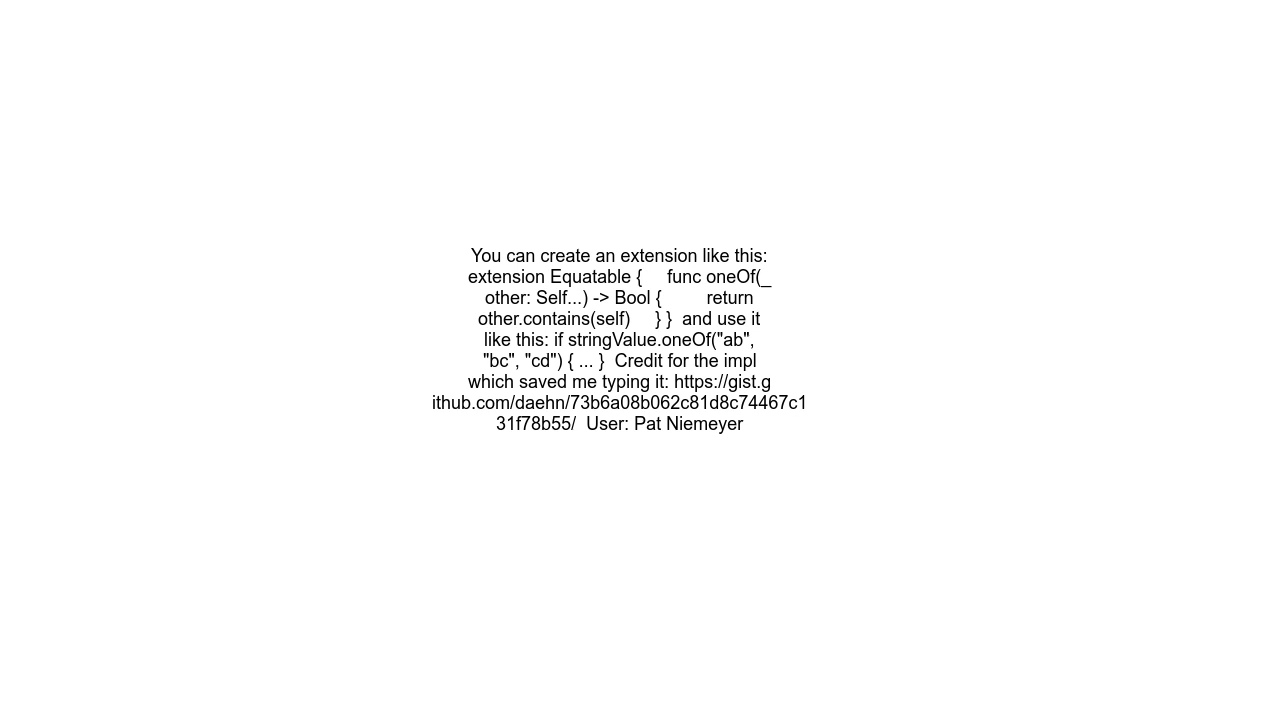 You can create an extension like this:
extension Equatable {     func oneOf(_
other: Self...) -> Bool {         return
other.contains(self)     } }  and use it
like this: if stringValue.oneOf("ab",
"bc", "cd") { ... }  Credit for the impl
which saved me typing it: https://gist.g
ithub.com/daehn/73b6a08b062c81d8c74467c1
31f78b55/  User: Pat Niemeyer